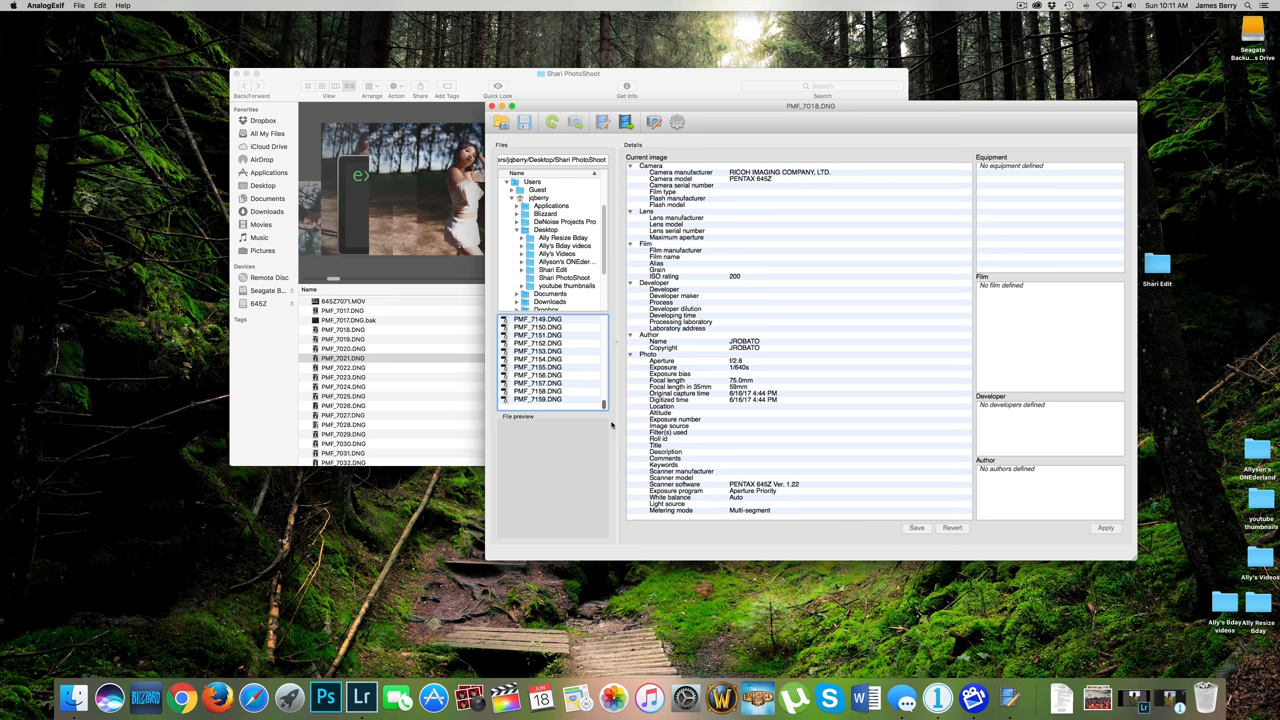 AnalogExif File Edit Help
Sun 10:11 AM James Berry
Seagate
Backu...s Drive
Shari PhotoShoot
Back/Forward View Arrange Action Share Add Tags Quick Look Get Info Search
Search
Favorites
Dropbox
All My Files
iCloud Drive
AirDrop
Applications
Desktop
Documents
Downloads
Movies
Music
Pictures
Devices
Remote Disc
Seagate B...
645Z
Tags
Name
645Z7071.MOV
PMF_7017.DNG
PMF_7017.DNG.bak
PMF_7018.DNG
PMF_7019.DNG
PMF_7020.DNG
PMF_7021.DNG
PMF_7022.DNG
PMF_7023.DNG
PMF_7024.DNG
PMF_7025.DNG
PMF_7026.DNG
PMF_7027.DNG
PMF_7028.DNG
PMF_7029.DNG
PMF_7030.DNG
PMF_7031.DNG
PMF_7032.DNG
PMF_7018.DNG
Files
ers/jqberry/Desktop/Shari PhotoShoot
Name
Users
Guest
jqberry
Applications
Blizzard
DeNoise Projects Pro
Desktop
Ally Resize Bday
Ally's Bday videos
Ally's Videos
Allyson's ONEder...
Shari Edit
Shari PhotoShoot
youtube thumbnails
Documents
Downloads
Dropbox
PMF_7149.DNG
PMF_7150.DNG
PMF_7151.DNG
PMF_7152.DNG
PMF_7153.DNG
PMF_7154.DNG
PMF_7155.DNG
PMF_7156.DNG
PMF_7157.DNG
PMF_7158.DNG
PMF_7159.DNG
File preview
Details
Current image
Camera
Camera manufacturer RICOH IMAGING COMPANY, LTD.
Camera model PENTAX 645Z
Camera serial number
Film type
Flash manufacturer
Flash model
Lens
Lens manufacturer
Lens model
Lens serial number
Maximum aperture
Film
Film manufacturer
Film name
Alias
Grain
ISO rating 200
Developer
Developer
Developer maker
Process
Developer dilution
Developing time
Processing laboratory
Laboratory address
Author
Name JROBATO
Copyright JROBATO
Photo
Aperture f/2.8
Exposure 1/640s
Exposure bias
Focal length 75.0mm
Focal length in 35mm 59mm
Original capture time 6/16/17 4:44 PM
Digitized time 6/16/17 4:44 PM
Location
Altitude
Exposure number
Image source
Filter(s) used
Roll id
Title
Description
Comments
Keywords
Scanner manufacturer
Scanner model
Scanner software PENTAX 645Z Ver. 1.22
Exposure program Aperture Priority
White balance Auto
Light source
Metering mode Multi-segment
Save Revert
Equipment
No equipment defined
Film
No film defined
Developer
No developers defined
Author
No authors defined
Apply
Shari Edit
Allyson's
ONEderland
youtube
thumbnails
Ally's Videos
Ally's Bday
videos
Ally Resize
Bday
BLIZZARD
Ps
Lr
JUN
18